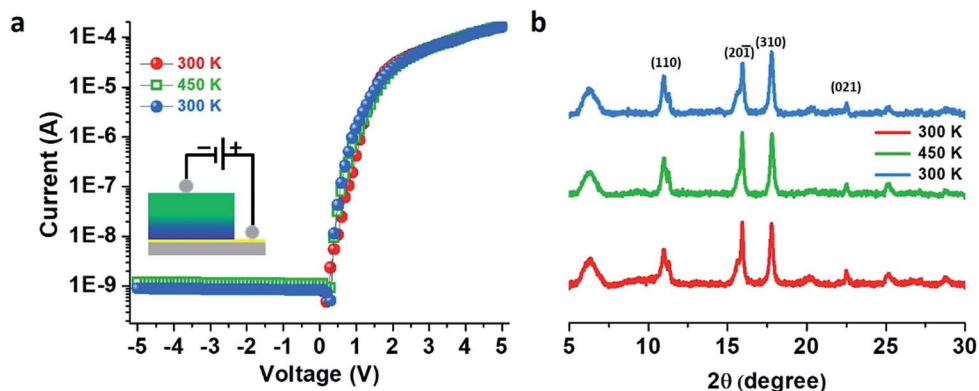 a
1E-4
1E-5
1E-6
1E-7
1E-8
1E-9
Current (A)
300 K
450 K
300 K
− +
-5 -4 -3 -2 -1 0 1 2 3 4 5
Voltage (V)
b
(110)
(201̅)
(310)
(021)
300 K
450 K
300 K
5 10 15 20 25 30
2θ (degree)